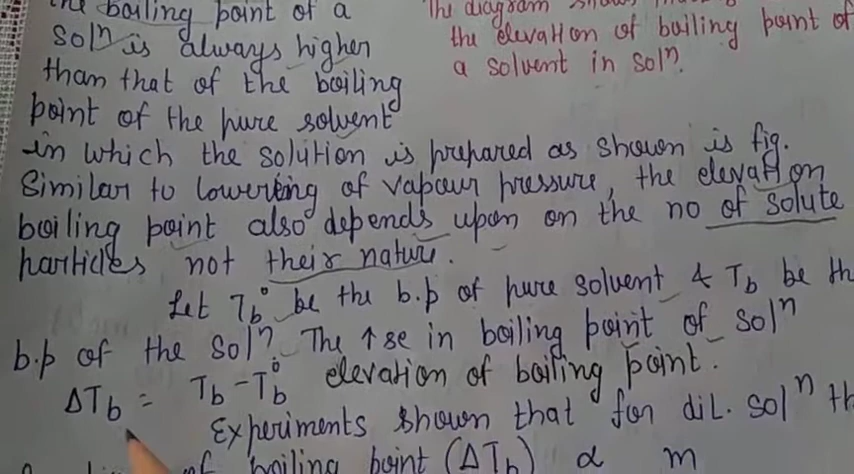 the boiling point of a
solⁿ is always higher
than that of the boiling
point of the pure solvent
The diagram
the elevation of boiling point of
a solvent in solⁿ.
in which the solution is prepared as shown is fig.
Similar to lowering of vapour pressure, the elevation
boiling point also depends upon on the no of solute
particles not their nature.
Let Tb° be the b.p of pure solvent & Tb be th
b.p of the solⁿ. The ↑se in boiling point of solⁿ
ΔTb = Tb - Tb° elevation of boiling point.
Experiments shown that for dil. solⁿ th
of boiling point (ΔTb) α m